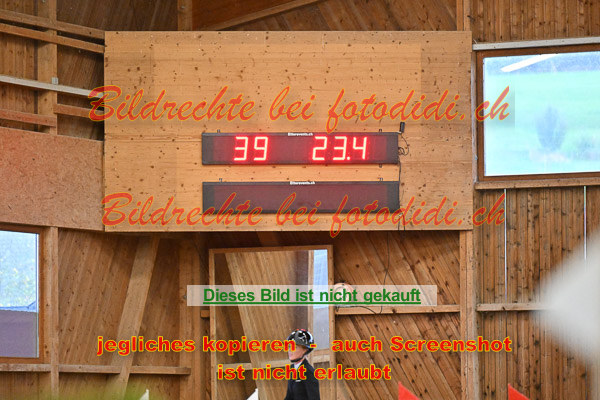 Bildrechte bei fotodidi.ch
39 23.4
Bildrechte bei fotodidi.ch
Dieses Bild ist nicht gekauft
jegliches kopieren - auch Screenshot
ist nicht erlaubt